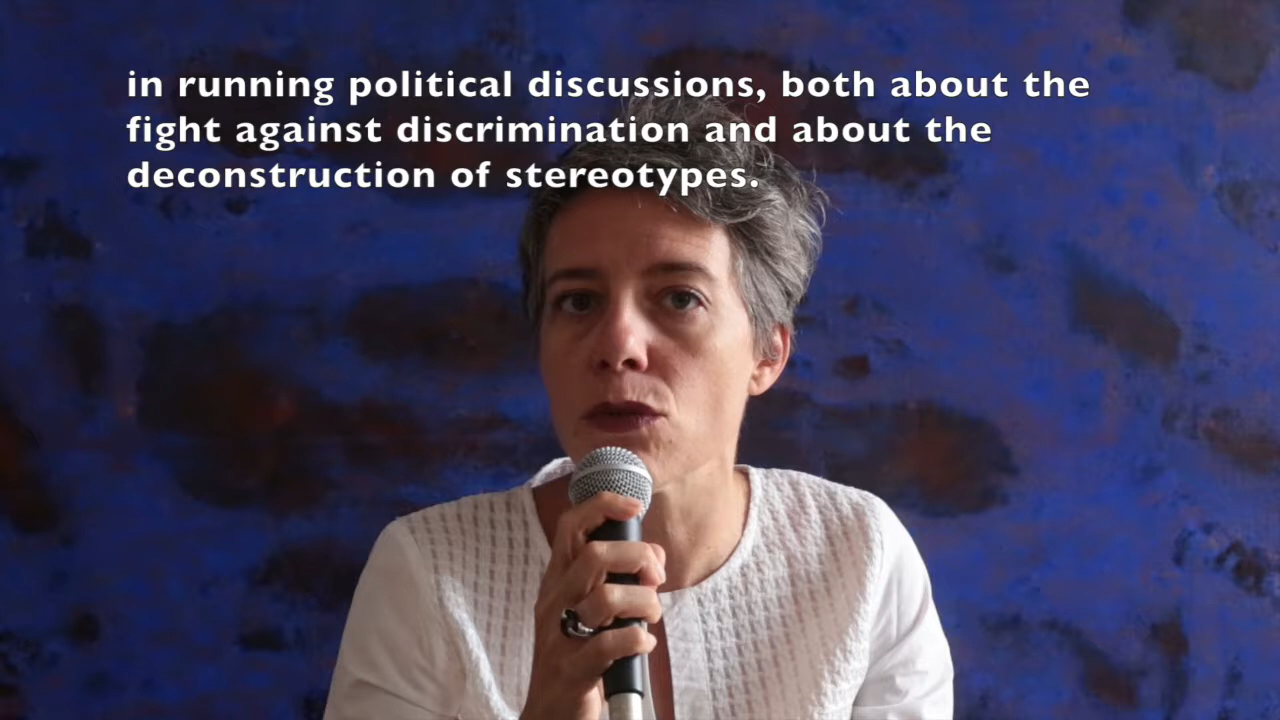 in running political discussions, both about the
fight against discrimination and about the
deconstruction of stereotypes.